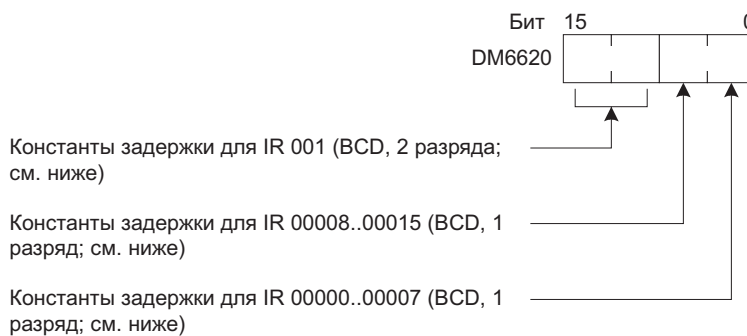 Бит 15 0
DM6620
Константы задержки для IR 001 (BCD, 2 разряда;
см. ниже)
Константы задержки для IR 00008..00015 (BCD, 1
разряд; см. ниже)
Константы задержки для IR 00000..00007 (BCD, 1
разряд; см. ниже)